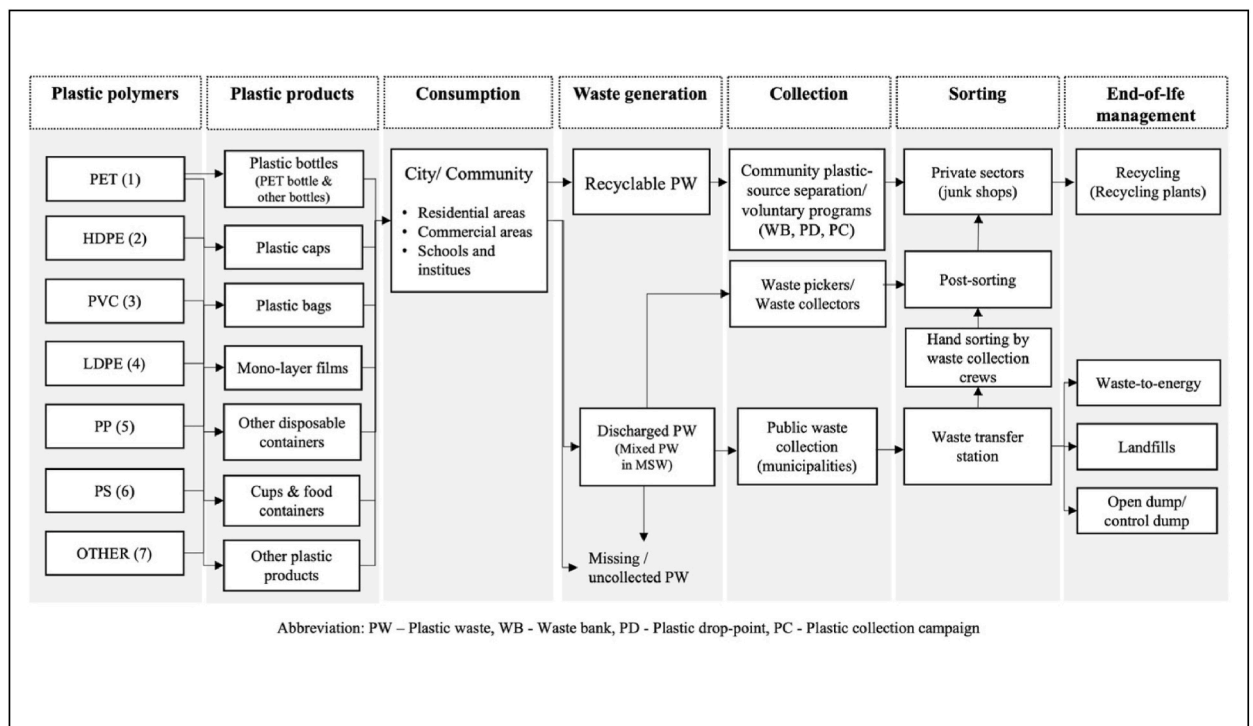 Plastic polymers
Plastic products
Consumption
Waste generation
Collection
Sorting
End-of-life
management
PET (1)
HDPE (2)
PVC (3)
LDPE (4)
PP (5)
PS (6)
OTHER (7)
Plastic bottles
(PET bottle &
other bottles)
Plastic caps
Plastic bags
Mono-layer films
Other disposable
containers
Cups & food
containers
Other plastic
products
City/ Community
• Residential areas
• Commercial areas
• Schools and
institues
Recyclable PW
Discharged PW
(Mixed PW
in MSW)
Missing /
uncollected PW
Community plastic-
source separation/
voluntary programs
(WB, PD, PC)
Waste pickers/
Waste collectors
Public waste
collection
(municipalities)
Private sectors
(junk shops)
Post-sorting
Hand sorting by
waste collection
crews
Waste transfer
station
Recycling
(Recycling plants)
Waste-to-energy
Landfills
Open dump/
control dump
Abbreviation: PW – Plastic waste, WB - Waste bank, PD - Plastic drop-point, PC - Plastic collection campaign